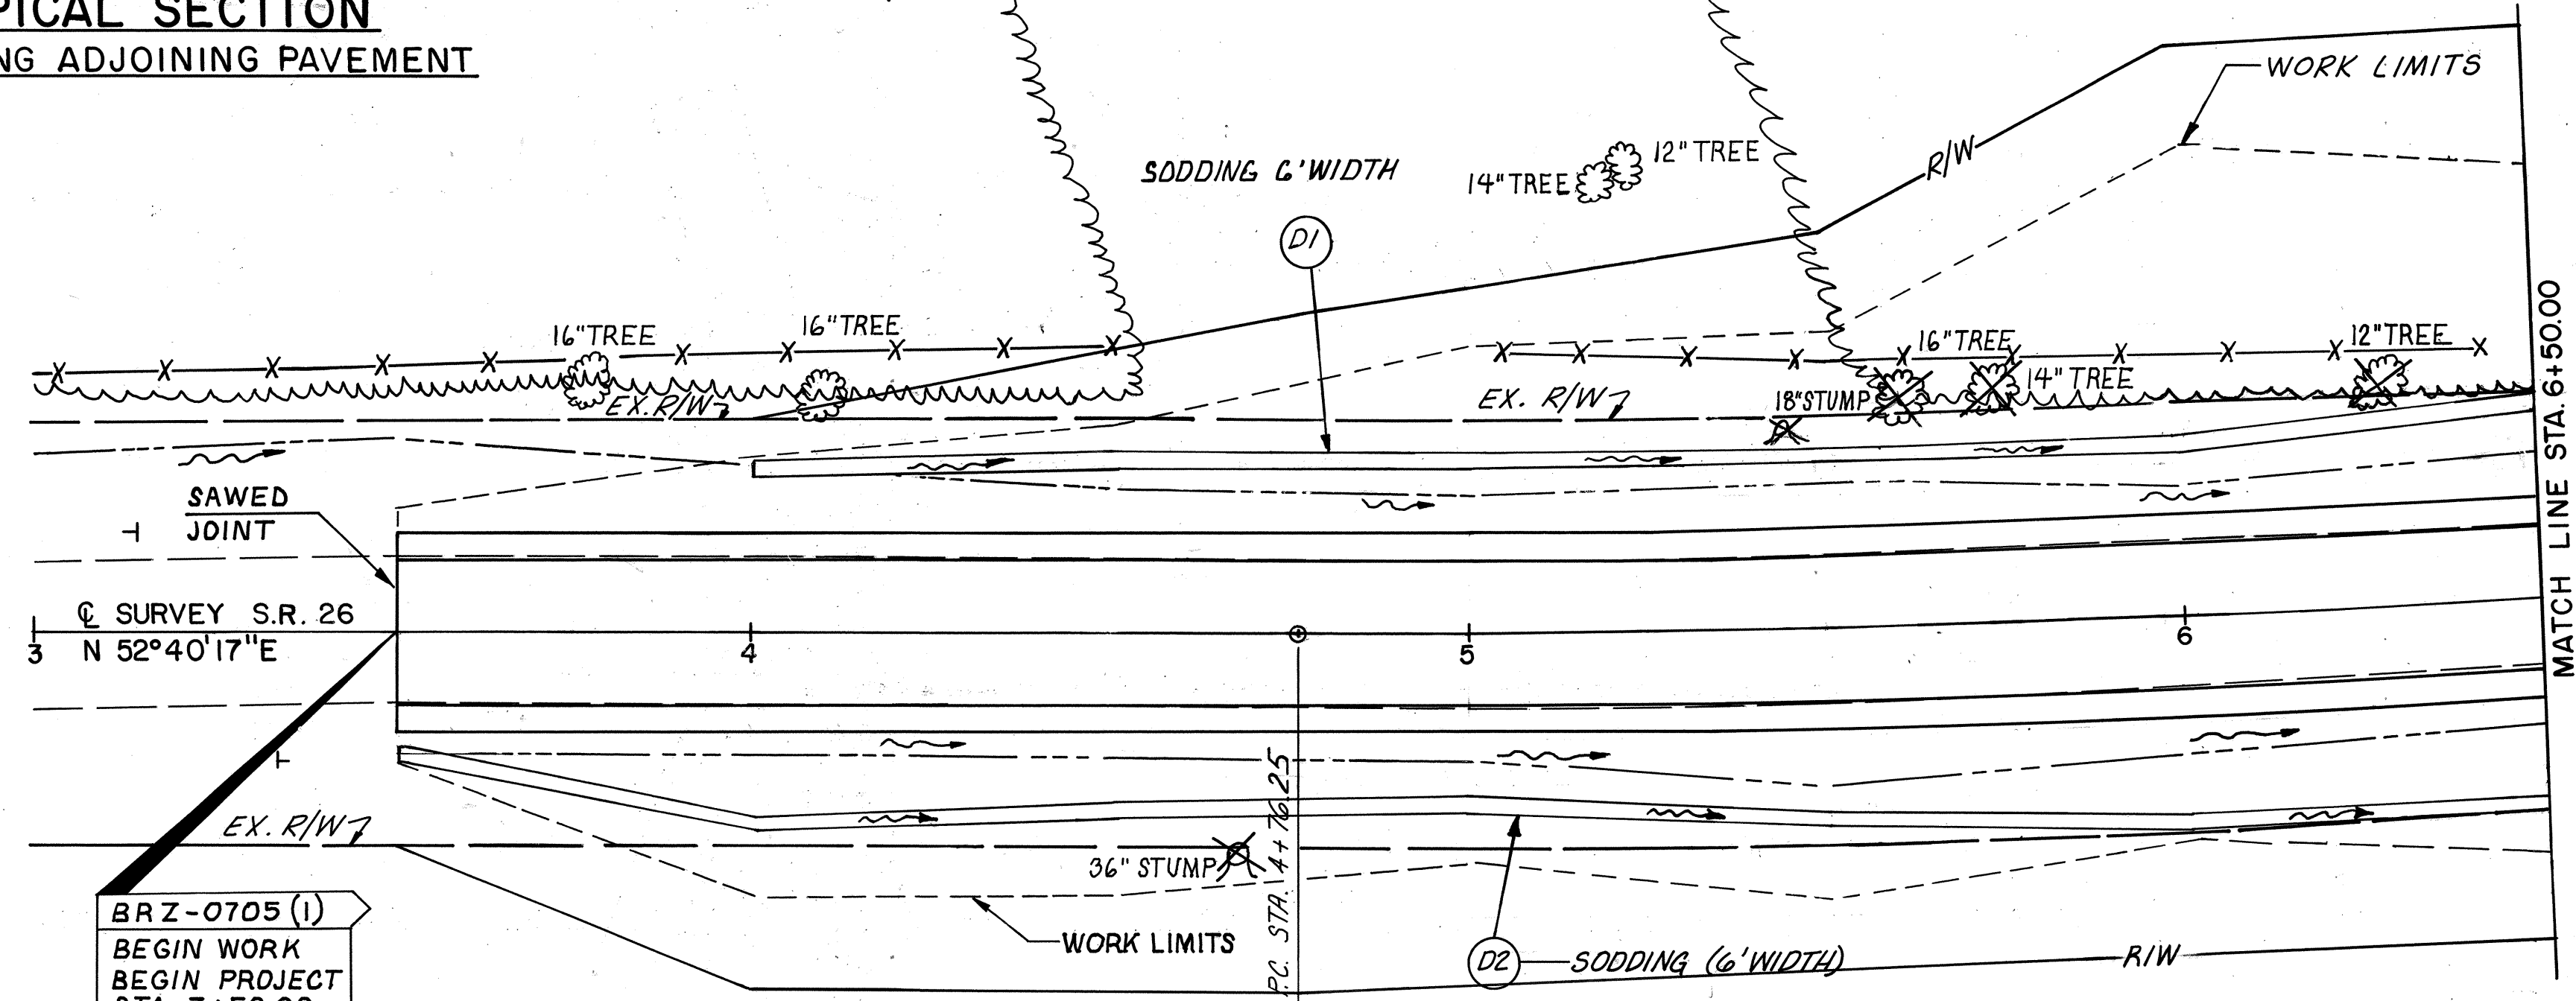 PICAL SECTION
NG ADJOINING PAVEMENT
WORK LIMITS
12" TREE
SODDING 6' WIDTH
14" TREE
R/W
D1
16" TREE
16" TREE
16" TREE
12" TREE
EX. R/W
EX. R/W
18" STUMP
14" TREE
MATCH LINE STA. 6+50.00
SAWED
JOINT
℄ SURVEY S.R. 26
N 52°40'17"E
3
4
5
6
P.C. STA. 4+76.25
EX. R/W
36" STUMP
BRZ-0705 (1)
BEGIN WORK
BEGIN PROJECT
WORK LIMITS
D2
SODDING (6' WIDTH)
R/W